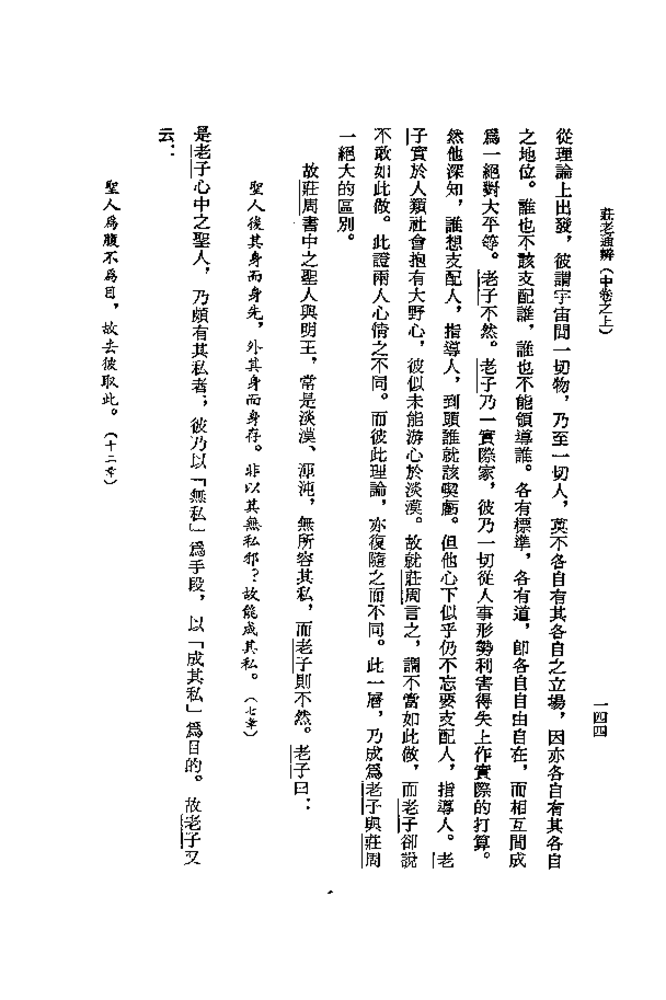 莊老通辨（中卷之上）
一四四
從理論上出發，彼謂宇宙間一切物，乃至一切人，莫不各自有其各自之立場，因亦各自有其各自
之地位。誰也不該支配誰，誰也不能領導誰。各有標準，各有道，卽各自自由自在，而相互間成
爲一絕對大平等。老子不然。老子乃一實際家，彼乃一切從人事形勢利害得失上作實際的打算。
然他深知，誰想支配人，指導人，到頭誰就該喫虧。但他心下似乎仍不忘要支配人，指導人。老
子實於人類社會抱有大野心，彼似未能游心於淡漠。故就莊周言之，謂不當如此做，而老子卻說
不敢如此做。此證兩人心情之不同。而彼此理論，亦復隨之而不同。此一層，乃成爲老子與莊周
一絕大的區別。
故莊周書中之聖人與明王，常是淡漠、渾沌，無所容其私，而老子則不然。老子曰：
聖人後其身而身先，外其身而身存。非以其無私邪？故能成其私。（七章）
是老子心中之聖人，乃頗有其私者；彼乃以「無私」爲手段，以「成其私」爲目的。故老子又
云：
聖人爲腹不爲目，故去彼取此。（十二章）